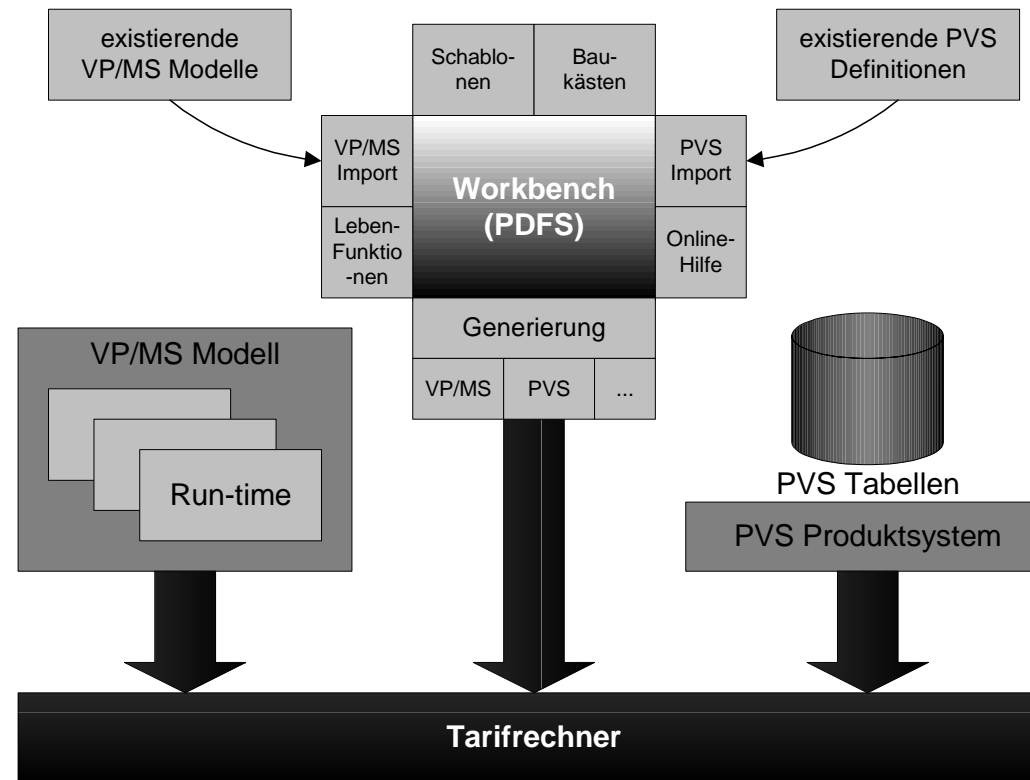 existierende
VP/MS Modelle
Schablo-
nen
Bau-
kästen
existierende PVS
Definitionen
VP/MS
Import
Workbench
(PDFS)
PVS
Import
Leben-
Funktio
-nen
Online-
Hilfe
Generierung
VP/MS
PVS
...
VP/MS Modell
Run-time
PVS Tabellen
PVS Produktsystem
Tarifrechner